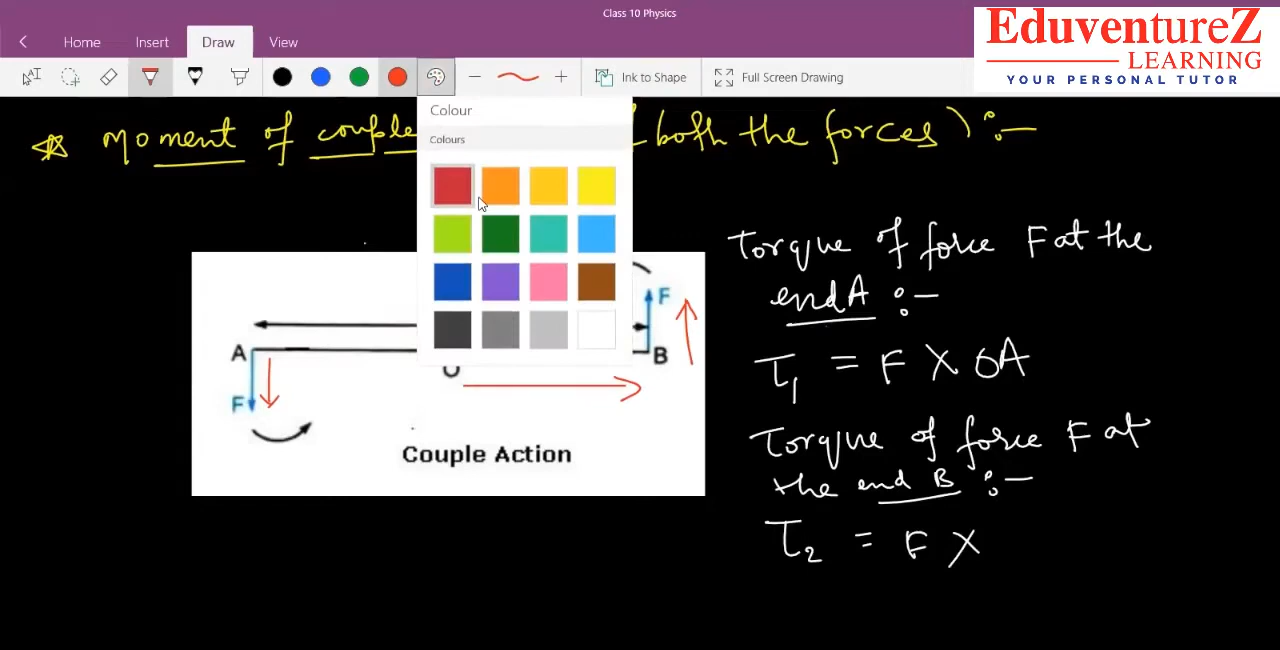 Class 10 Physics
EduventureZ
LEARNING
YOUR PERSONAL TUTOR
Home Insert Draw View
Ink to Shape Full Screen Drawing
Colour
Colours
Moment of couple both the forces) :-
Torque of force F at the
end A :-
τ₁ = F × OA
Torque of force F at
the end B :-
τ₂ = F ×
F
A B
O
F
Couple Action